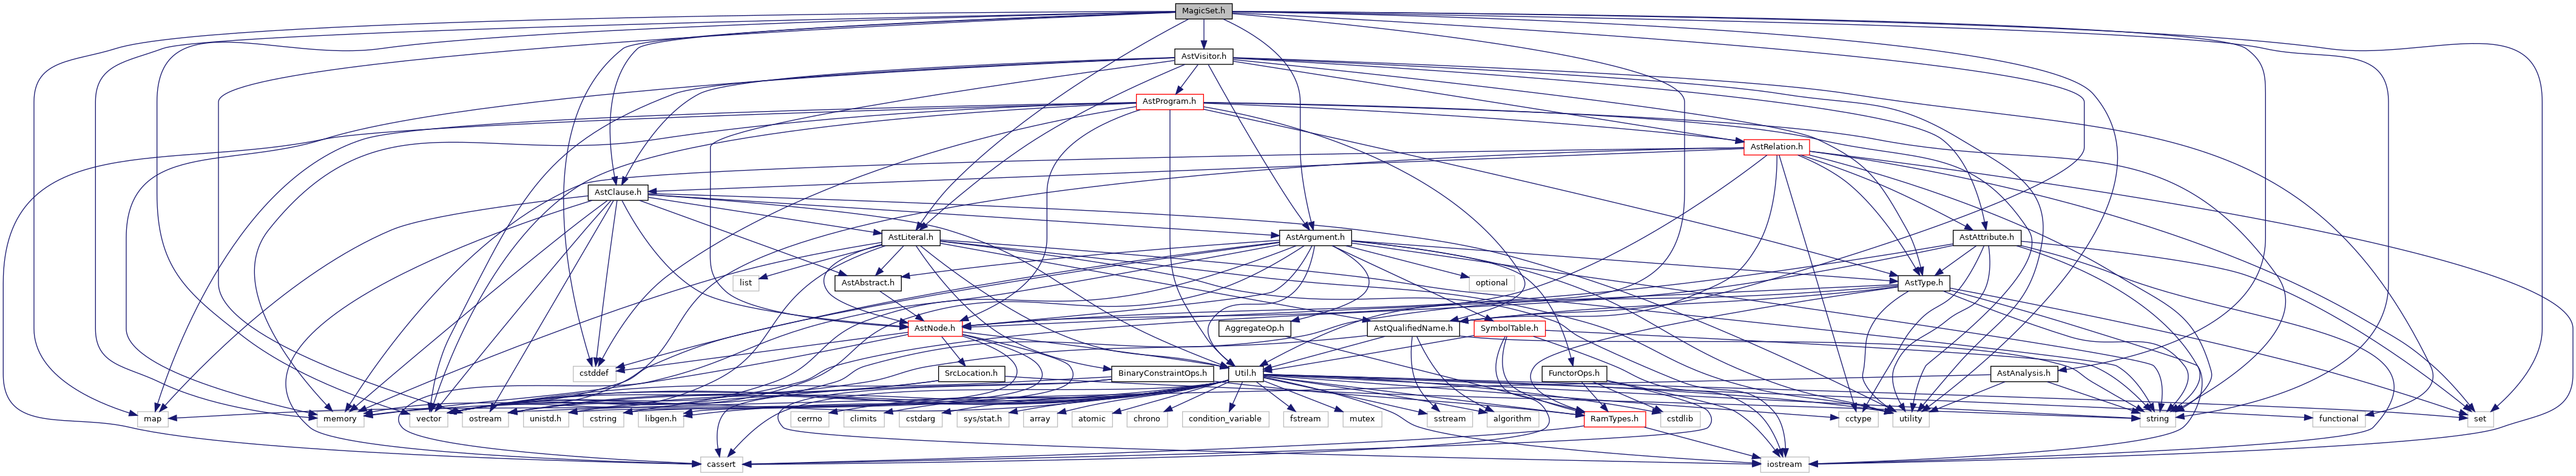 MagicSet.h
AstVisitor.h
AstProgram.h
AstRelation.h
AstClause.h
AstLiteral.h
AstArgument.h
AstAttribute.h
list
AstAbstract.h
optional
AstType.h
AstNode.h
AggregateOp.h
AstQualifiedName.h
SymbolTable.h
cstddef
SrcLocation.h
Util.h
BinaryConstraintOps.h
FunctorOps.h
AstAnalysis.h
map
memory
vector
ostream
unistd.h
cstring
libgen.h
cerrno
climits
cstdarg
sys/stat.h
array
atomic
chrono
condition_variable
fstream
mutex
sstream
algorithm
RamTypes.h
cstdlib
cctype
utility
string
functional
set
cassert
iostream